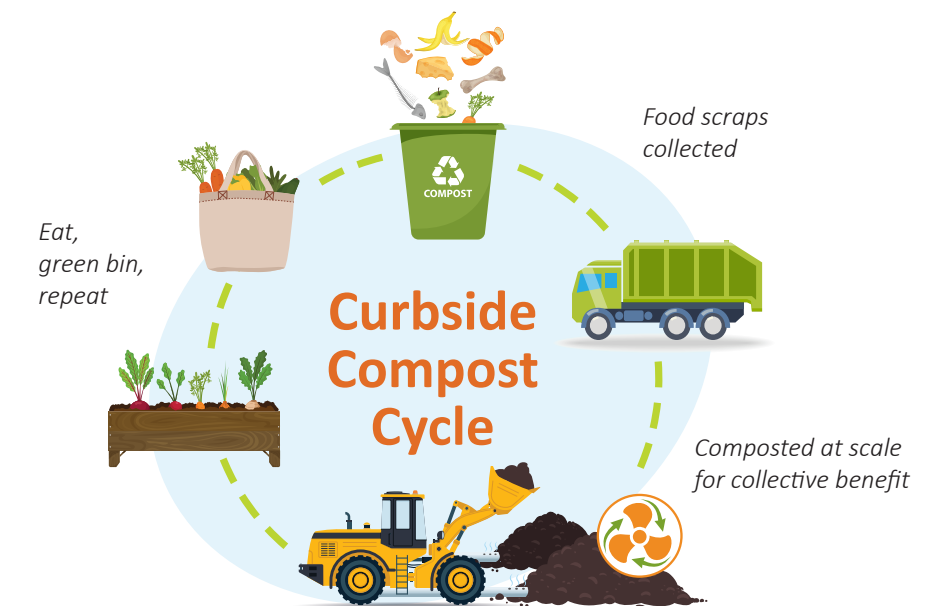 COMPOST
Food scraps
collected
Eat,
green bin,
repeat
Curbside
Compost
Cycle
Composted at scale
for collective benefit